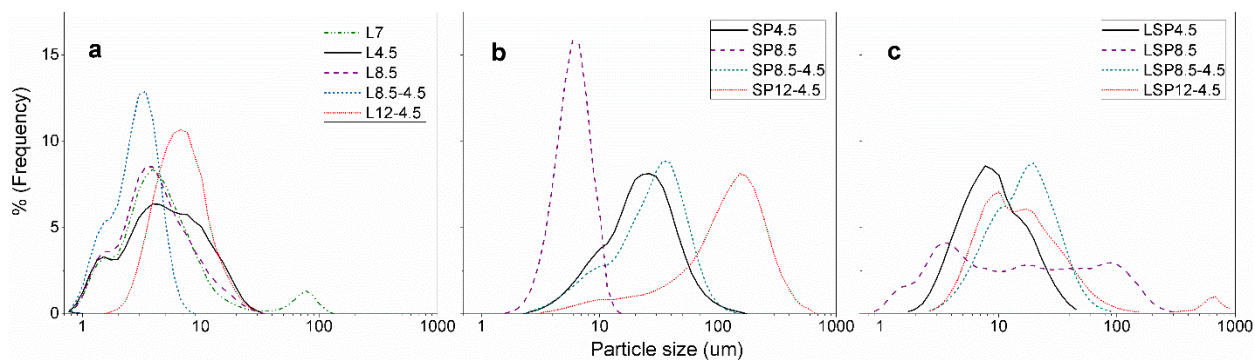 a
L7
L4.5
L8.5
L8.5-4.5
L12-4.5
b
SP4.5
SP8.5
SP8.5-4.5
SP12-4.5
c
LSP4.5
LSP8.5
LSP8.5-4.5
LSP12-4.5
% (Frequency)
15
10
5
0
1 10 100 1000
1 10 100 1000
1 10 100 1000
Particle size (um)